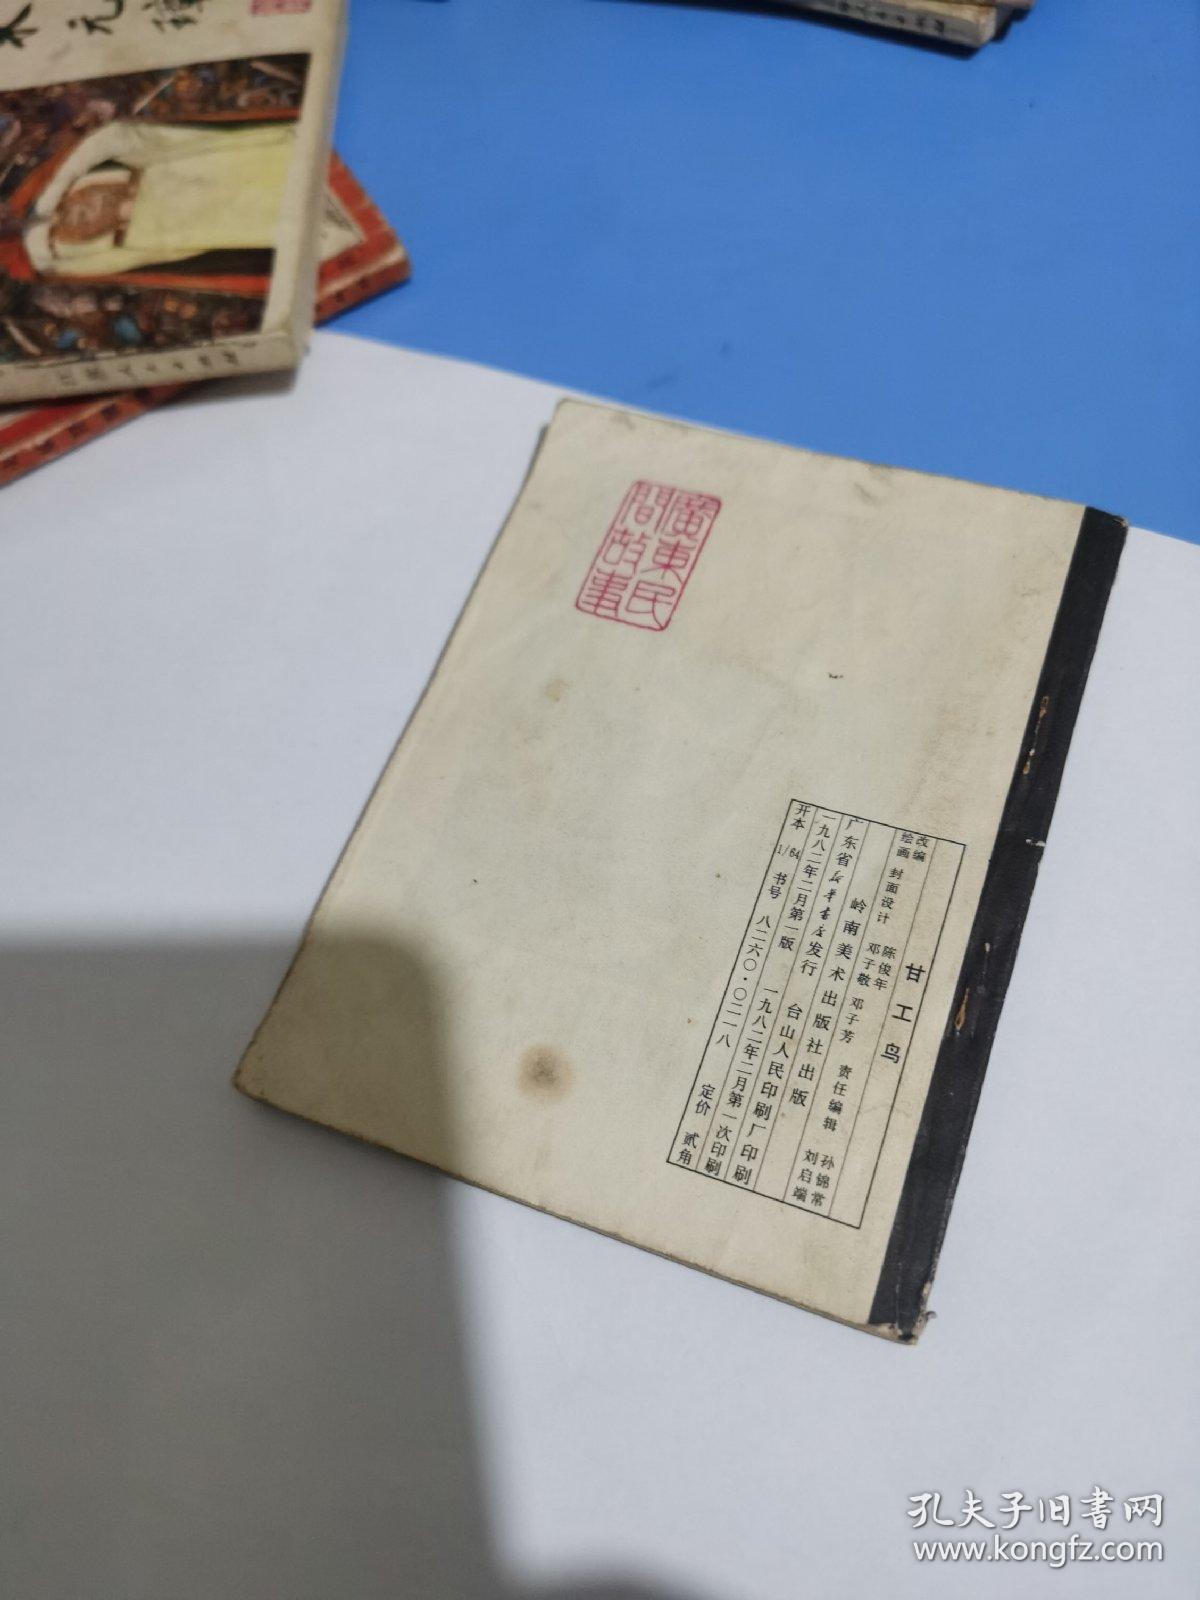 廣東民
間故事
甘工鸟
改编 陈俊年
绘画 封面设计 邓子敬 邓子芳 责任编辑 孙锦常
刘启端
岭南美术出版社出版
广东省新华书店发行 台山人民印刷厂印刷
一九八二年二月第一版 一九八二年二月第一次印刷
开本 1/64 书号 八二六〇·〇二一八 定价 贰角
孔夫子旧书网
www.kongfz.com